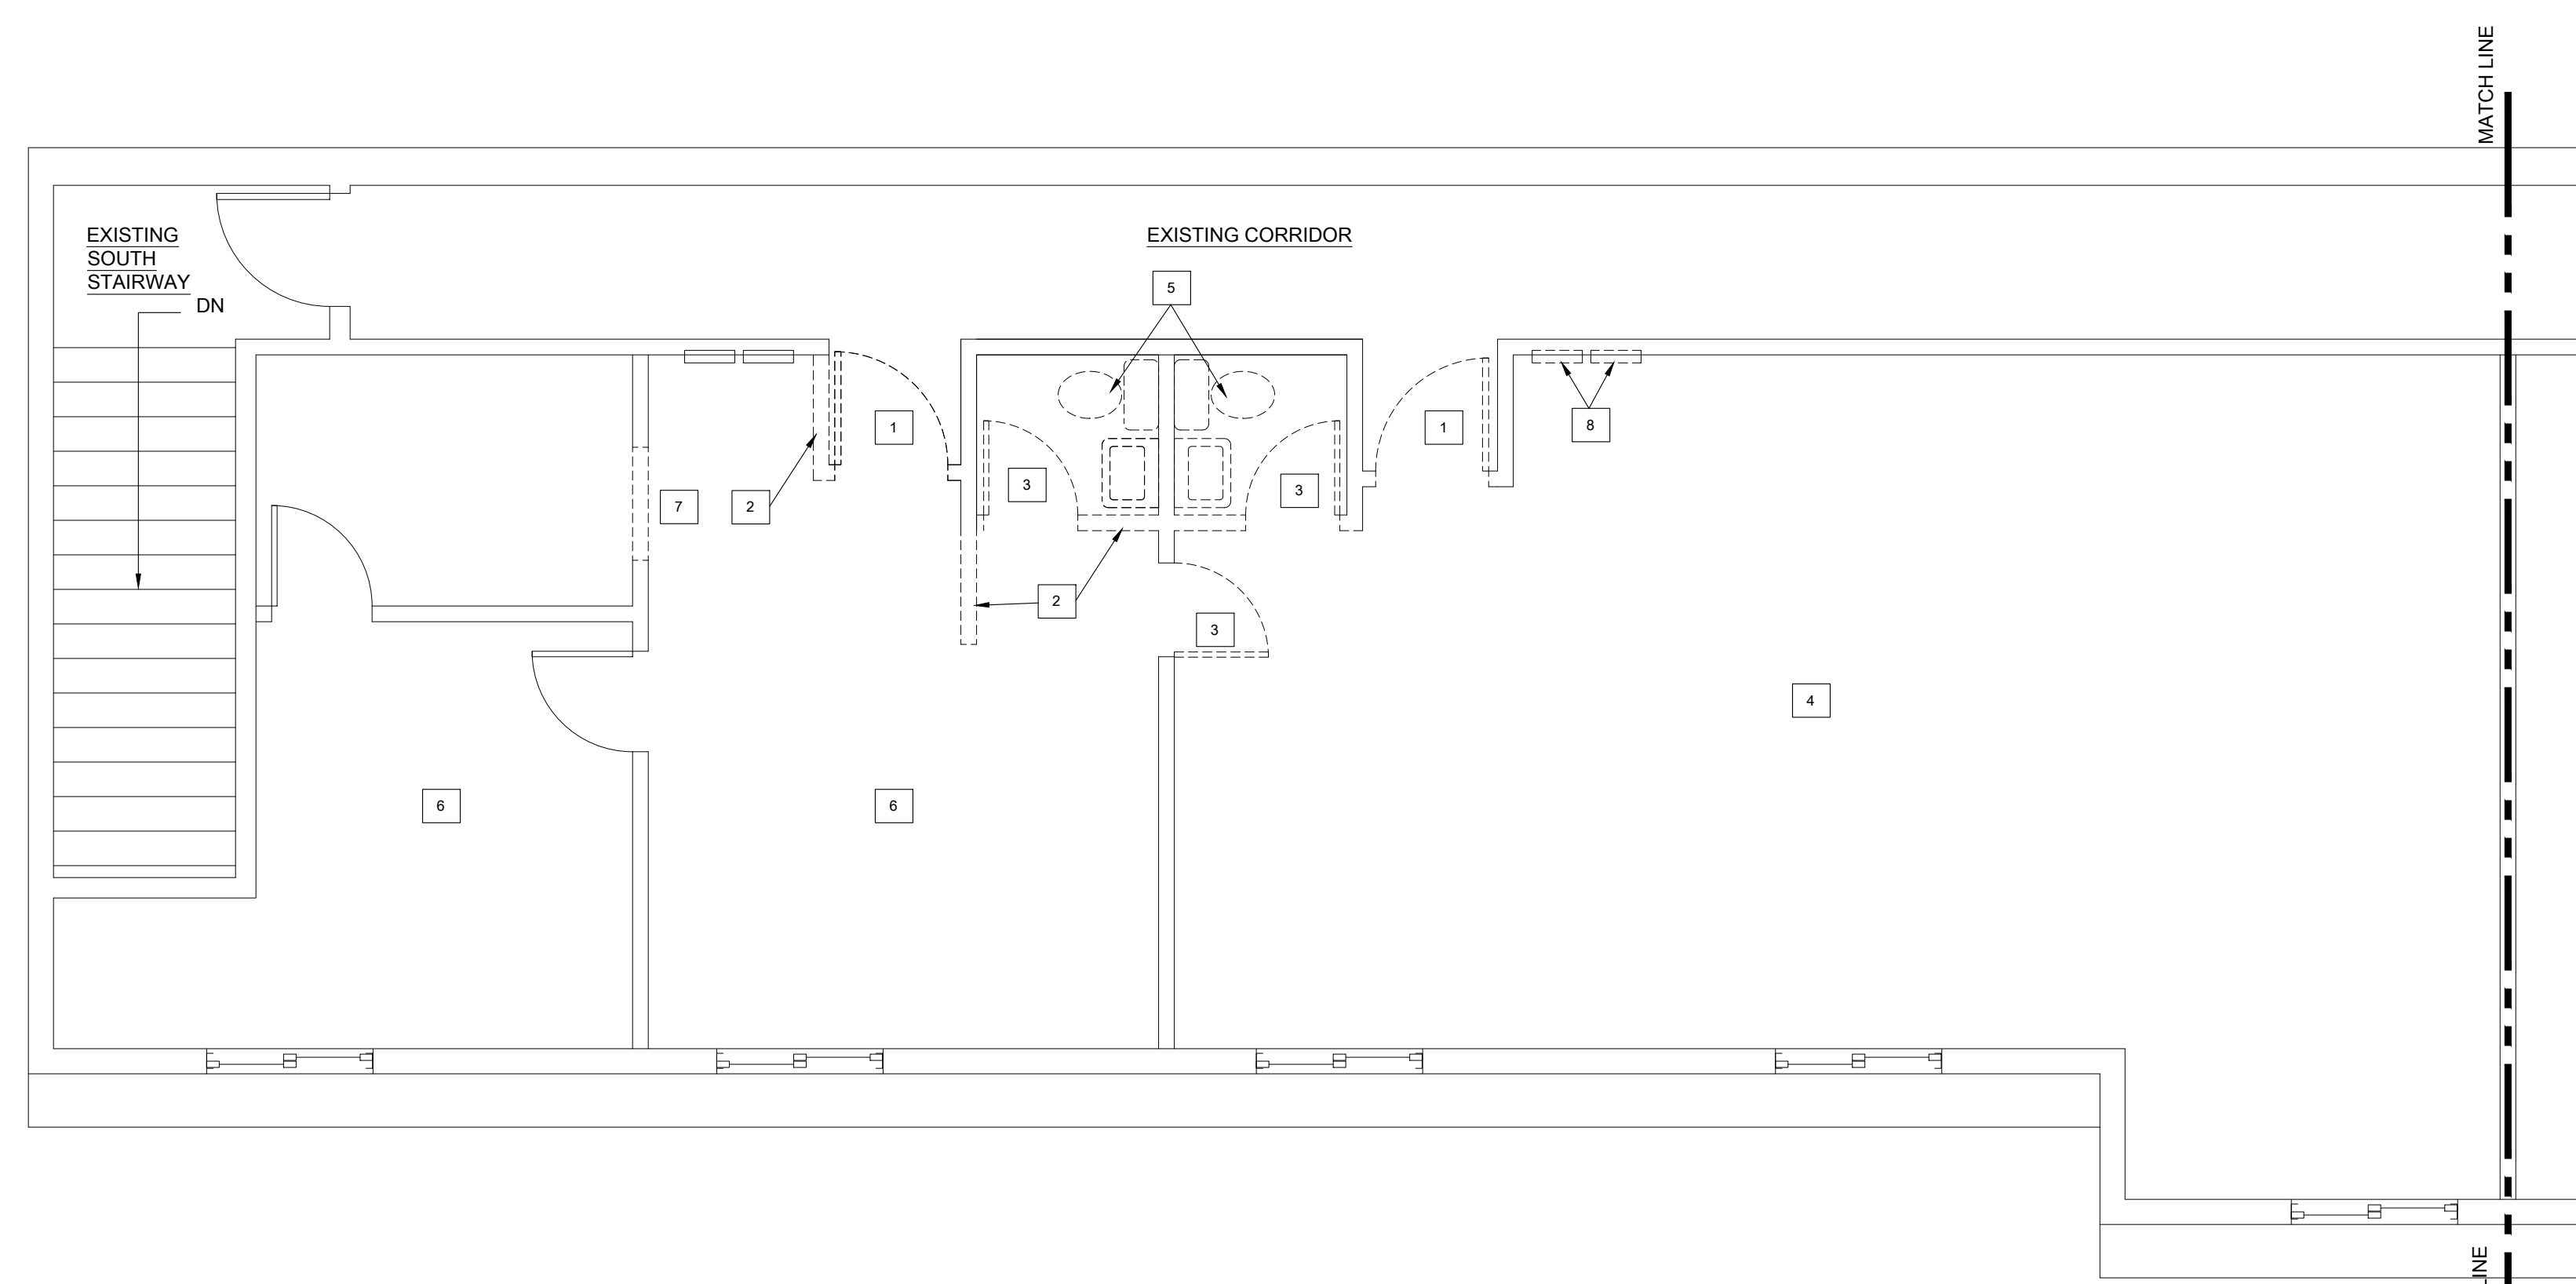 MATCH LINE
EXISTING
SOUTH
STAIRWAY
DN
EXISTING CORRIDOR
5
1
1
8
3
3
7
2
2
3
4
6
6
LINE